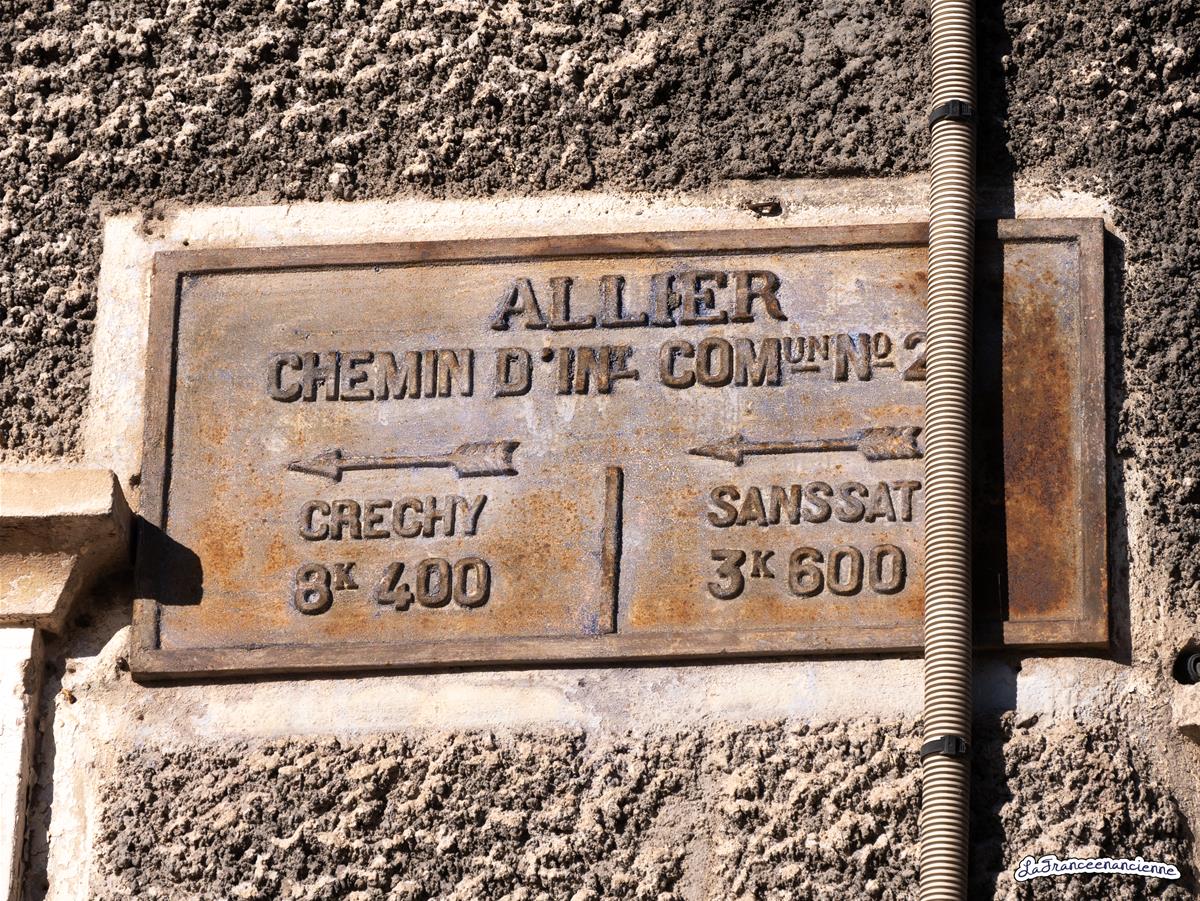 ALLIER
CHEMIN D'INT COMUN NO 2
CRECHY
8K 400
SANSSAT
3K 600
LaFranceenancienne